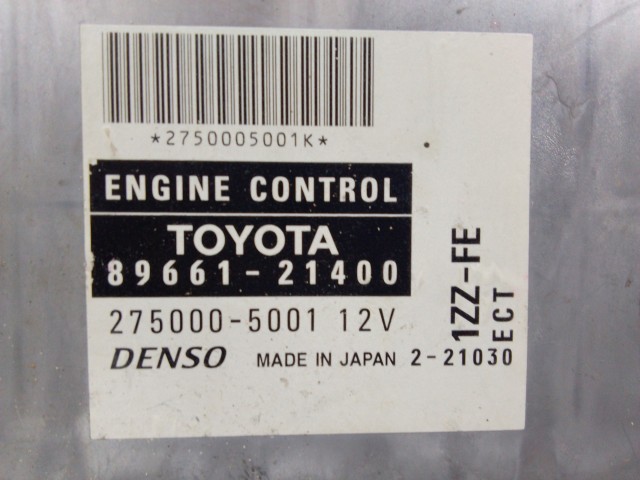 *2750005001K*
ENGINE CONTROL
TOYOTA
89661-21400
275000-5001 12V
DENSO MADE IN JAPAN 2-21030
1ZZ-FE
ECT